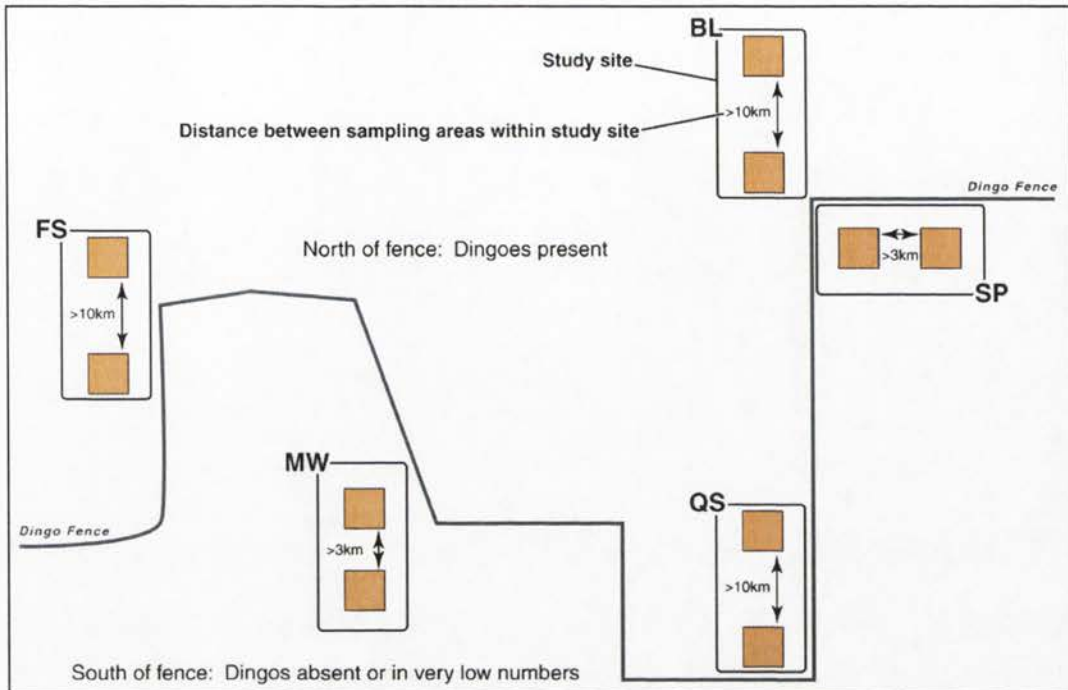 BL
Study site
>10km
Distance between sampling areas within study site
Dingo Fence
FS
North of fence: Dingoes present
>3km
SP
>10km
MW
QS
Dingo Fence
>3km
>10km
South of fence: Dingos absent or in very low numbers